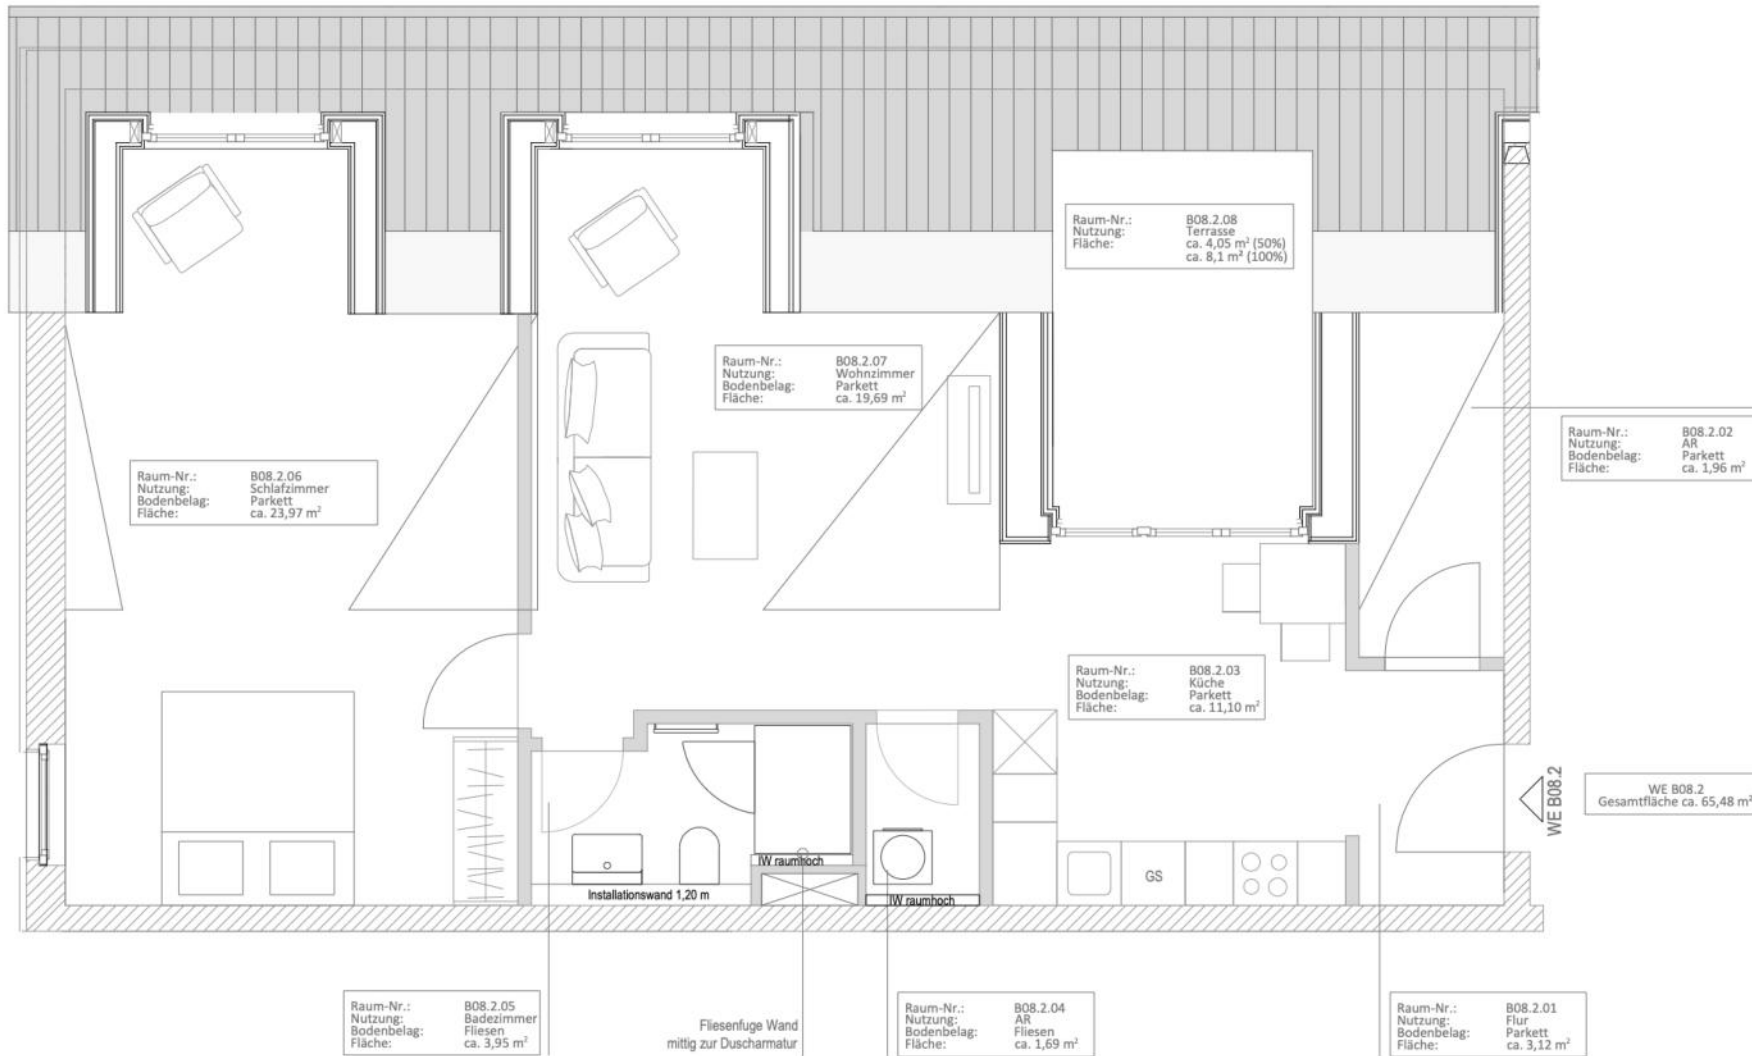 Raum-Nr.: B08.2.08
Nutzung: Terrasse
Fläche: ca. 4,05 m² (50%)
ca. 8,1 m² (100%)
Raum-Nr.: B08.2.07
Nutzung: Wohnzimmer
Bodenbelag: Parkett
Fläche: ca. 19,69 m²
Raum-Nr.: B08.2.02
Nutzung: AR
Bodenbelag: Parkett
Fläche: ca. 1,96 m²
Raum-Nr.: B08.2.06
Nutzung: Schlafzimmer
Bodenbelag: Parkett
Fläche: ca. 23,97 m²
Raum-Nr.: B08.2.03
Nutzung: Küche
Bodenbelag: Parkett
Fläche: ca. 11,10 m²
WE B08.2
WE B08.2
Gesamtfläche ca. 65,48 m²
GS
IW raumhoch
Installationswand 1,20 m
IW raumhoch
Raum-Nr.: B08.2.05
Nutzung: Badezimmer
Bodenbelag: Fliesen
Fläche: ca. 3,95 m²
Fliesenfuge Wand
mittig zur Duscharmatur
Raum-Nr.: B08.2.04
Nutzung: AR
Bodenbelag: Fliesen
Fläche: ca. 1,69 m²
Raum-Nr.: B08.2.01
Nutzung: Flur
Bodenbelag: Parkett
Fläche: ca. 3,12 m²